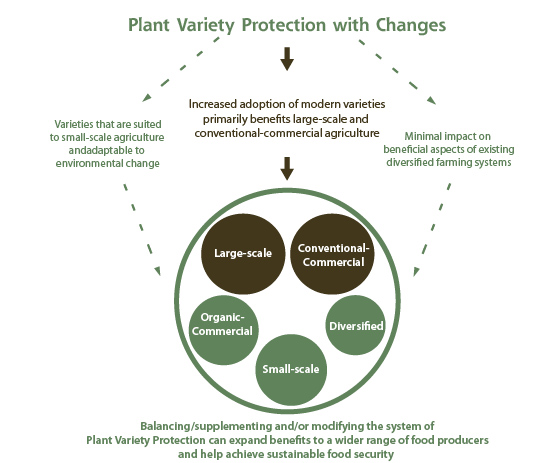 Plant Variety Protection with Changes
Increased adoption of modern varieties
primarily benefits large-scale and
conventional-commercial agriculture
Varieties that are suited
to small-scale agriculture
andadaptable to
environmental change
Minimal impact on
beneficial aspects of existing
diversified farming systems
Large-scale
Conventional-
Commercial
Organic-
Commercial
Diversified
Small-scale
Balancing/supplementing and/or modifying the system of
Plant Variety Protection can expand benefits to a wider range of food producers
and help achieve sustainable food security